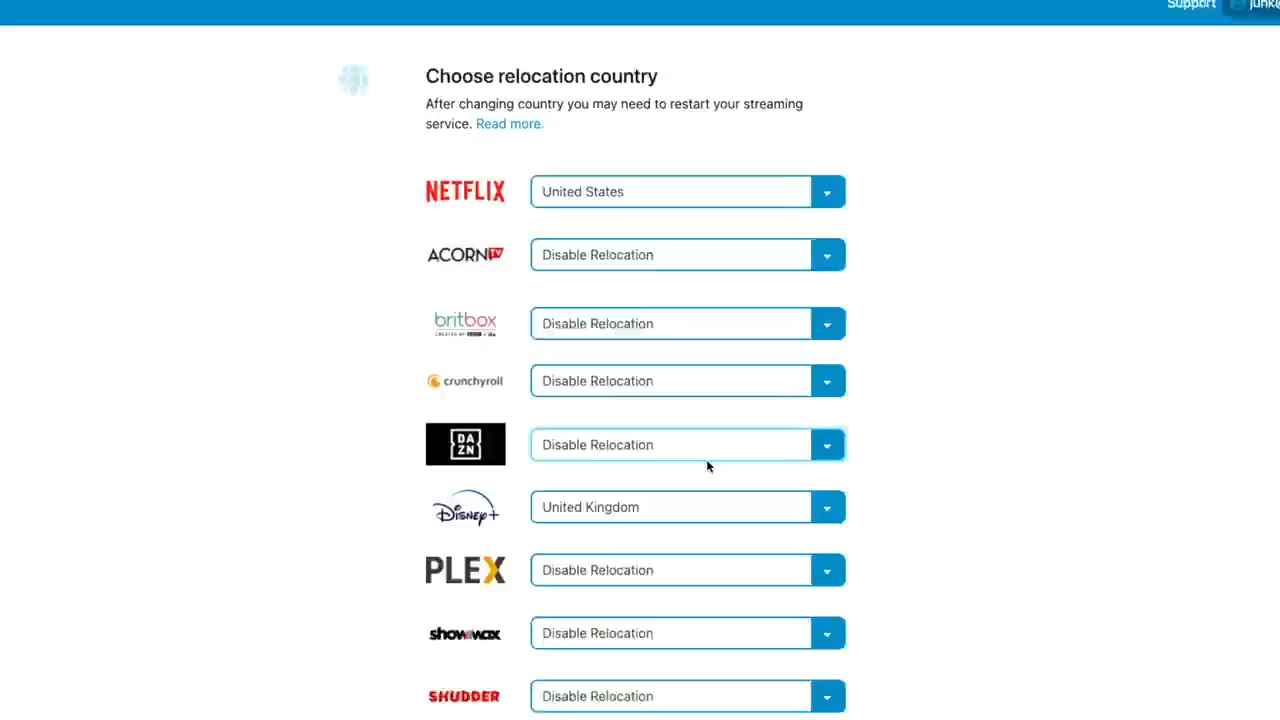 Support
Choose relocation country
After changing country you may need to restart your streaming
service. Read more.
NETFLIX United States
ACORN TV Disable Relocation
britbox Disable Relocation
crunchyroll Disable Relocation
DAZN Disable Relocation
Disney+ United Kingdom
PLEX Disable Relocation
showmax Disable Relocation
SHUDDER Disable Relocation